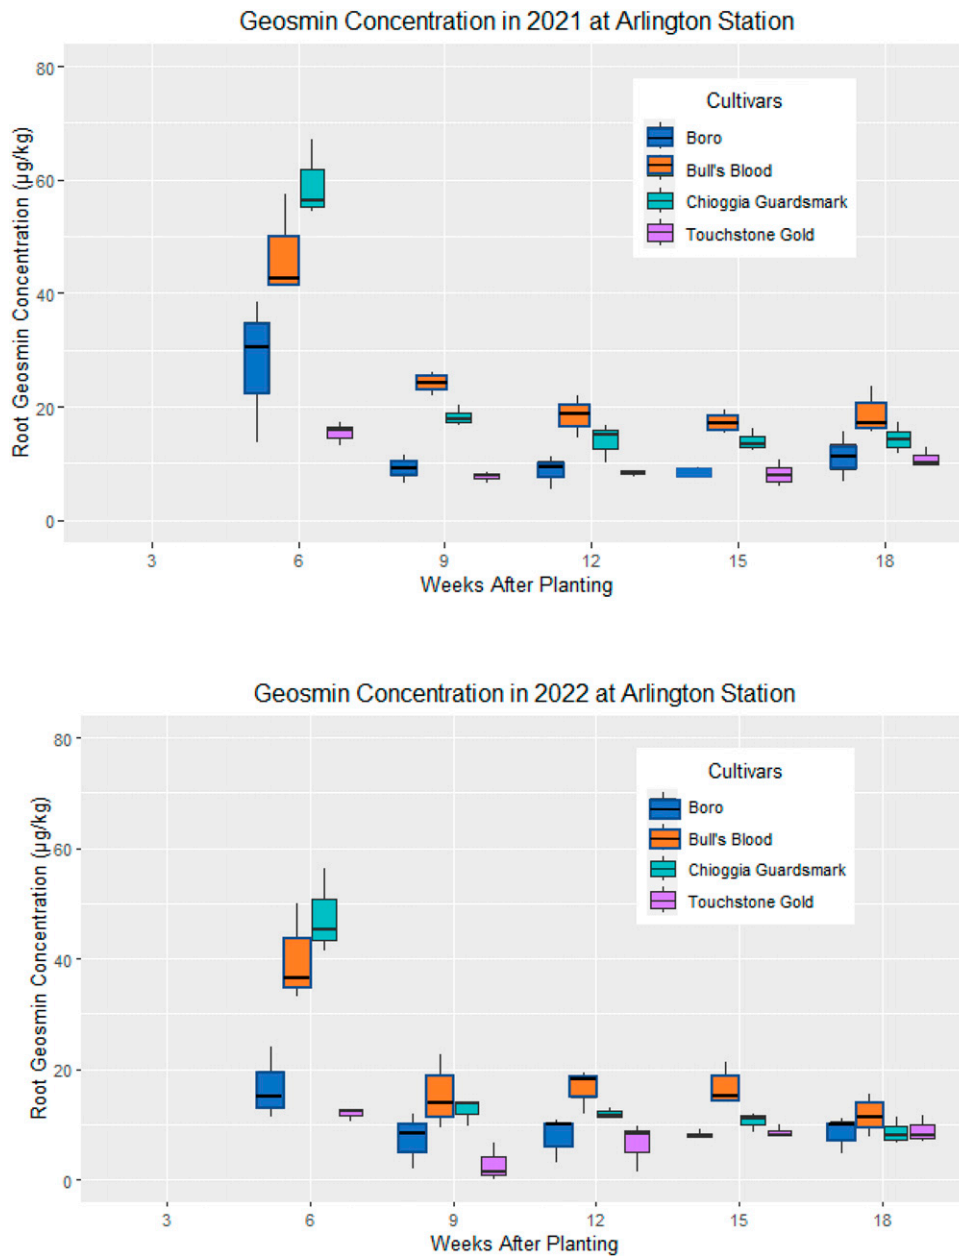 Geosmin Concentration in 2021 at Arlington Station
Root Geosmin Concentration (µg/kg)
80
60
40
20
0
Cultivars
Boro
Bull's Blood
Chioggia Guardsmark
Touchstone Gold
3 6 9 12 15 18
Weeks After Planting
Geosmin Concentration in 2022 at Arlington Station
Root Geosmin Concentration (µg/kg)
80
60
40
20
0
Cultivars
Boro
Bull's Blood
Chioggia Guardsmark
Touchstone Gold
3 6 9 12 15 18
Weeks After Planting